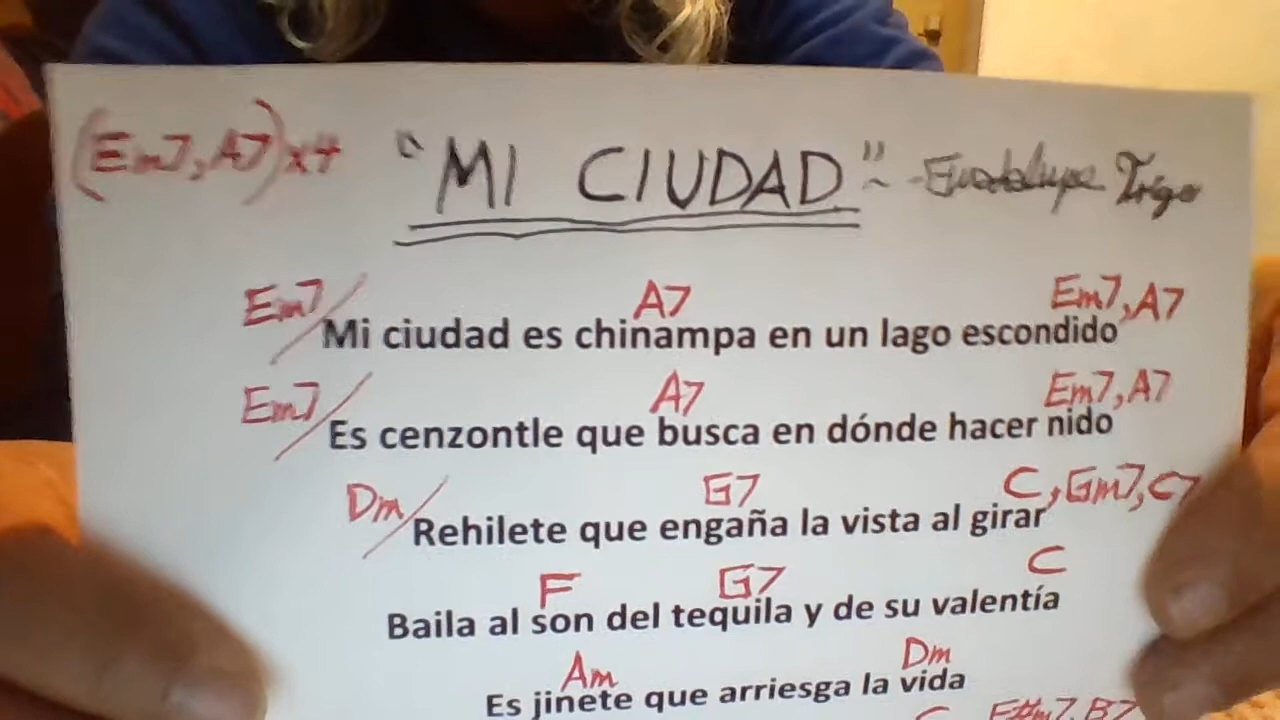 (Em7, A7) x4 "MI CIUDAD" ~ Guadalupe Trigo
Em7/ A7 Em7, A7
Mi ciudad es chinampa en un lago escondido
Em7/ A7 Em7, A7
Es cenzontle que busca en dónde hacer nido
Dm/ G7 C, Gm7, C7
Rehilete que engaña la vista al girar
F G7 C
Baila al son del tequila y de su valentía
Am Dm
Es jinete que arriesga la vida
C F#m7, B7